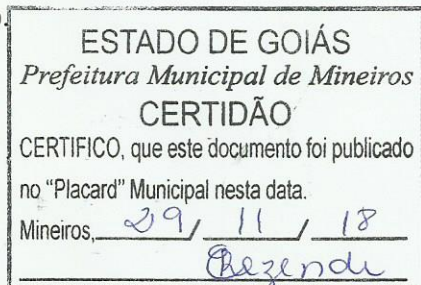 ESTADO DE GOIÁS
Prefeitura Municipal de Mineiros
CERTIDÃO
CERTIFICO, que este documento foi publicado
no "Placard" Municipal nesta data.
Mineiros, 29 / 11 / 18
Rezende